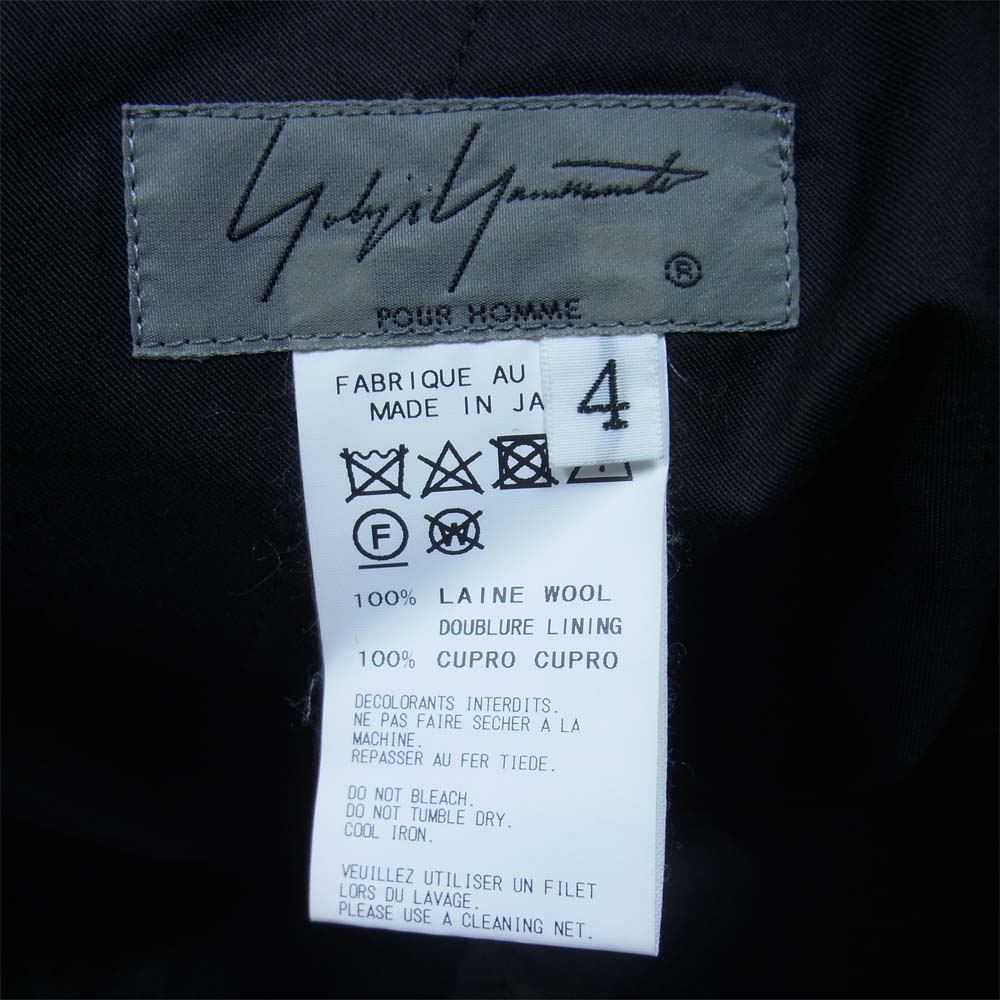 Yohji Yamamoto
®
POUR HOMME
4
FABRIQUE AU
MADE IN JA
F
W
100% LAINE WOOL
DOUBLURE LINING
100% CUPRO CUPRO
DECOLORANTS INTERDITS.
NE PAS FAIRE SECHER A LA
MACHINE.
REPASSER AU FER TIEDE.
DO NOT BLEACH.
DO NOT TUMBLE DRY.
COOL IRON.
VEUILLEZ UTILISER UN FILET
LORS DU LAVAGE.
PLEASE USE A CLEANING NET.